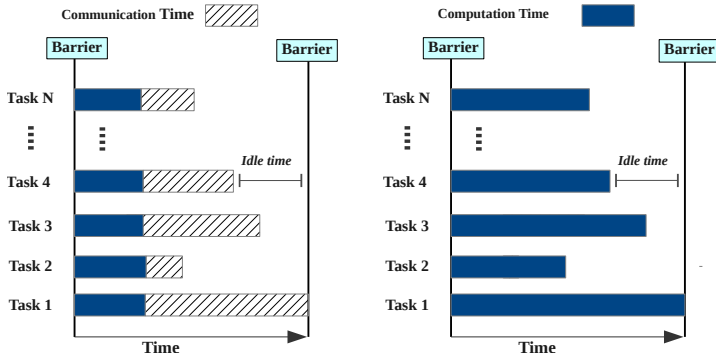 Communication Time
Barrier
Barrier
Task N
Idle time
Task 4
Task 3
Task 2
Task 1
Time
Computation Time
Barrier
Barrier
Task N
Idle time
Task 4
Task 3
Task 2
Task 1
Time